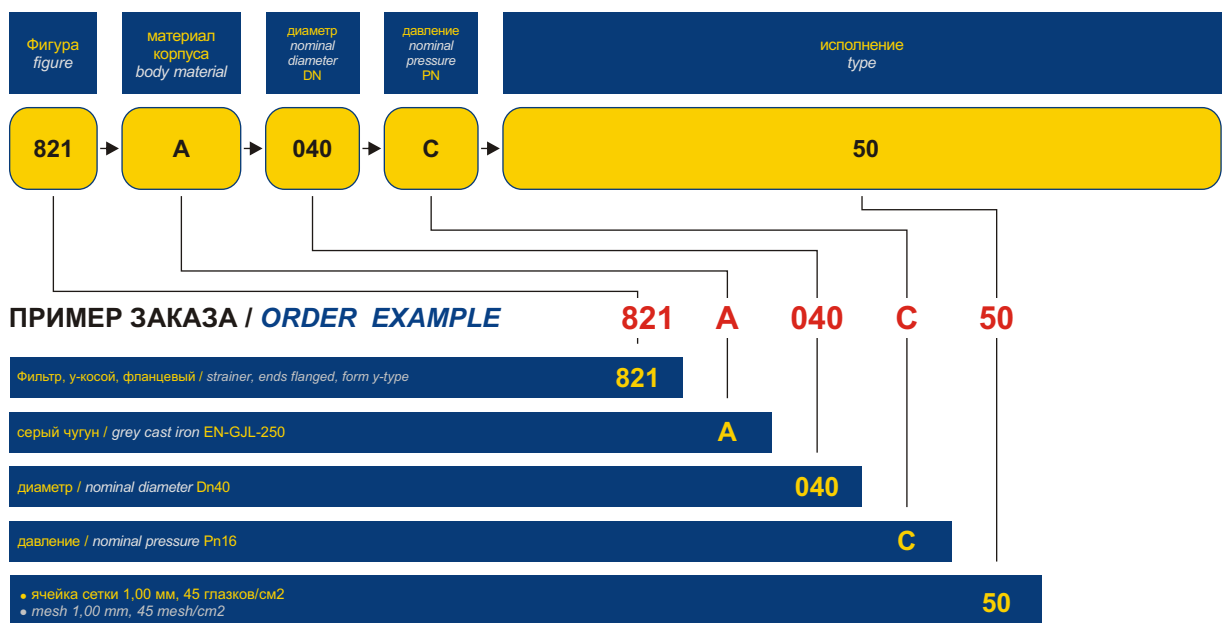 Фигура
figure
материал
корпуса
body material
диаметр
nominal
diameter
DN
давление
nominal
pressure
PN
исполнение
type
821
A
040
C
50
ПРИМЕР ЗАКАЗА / ORDER EXAMPLE
821 A 040 C 50
Фильтр, у-косой, фланцевый / strainer, ends flanged, form y-type
821
серый чугун / grey cast iron EN-GJL-250
A
диаметр / nominal diameter Dn40
040
давление / nominal pressure Pn16
C
• ячейка сетки 1,00 мм, 45 глазков/см2
• mesh 1,00 mm, 45 mesh/cm2
50